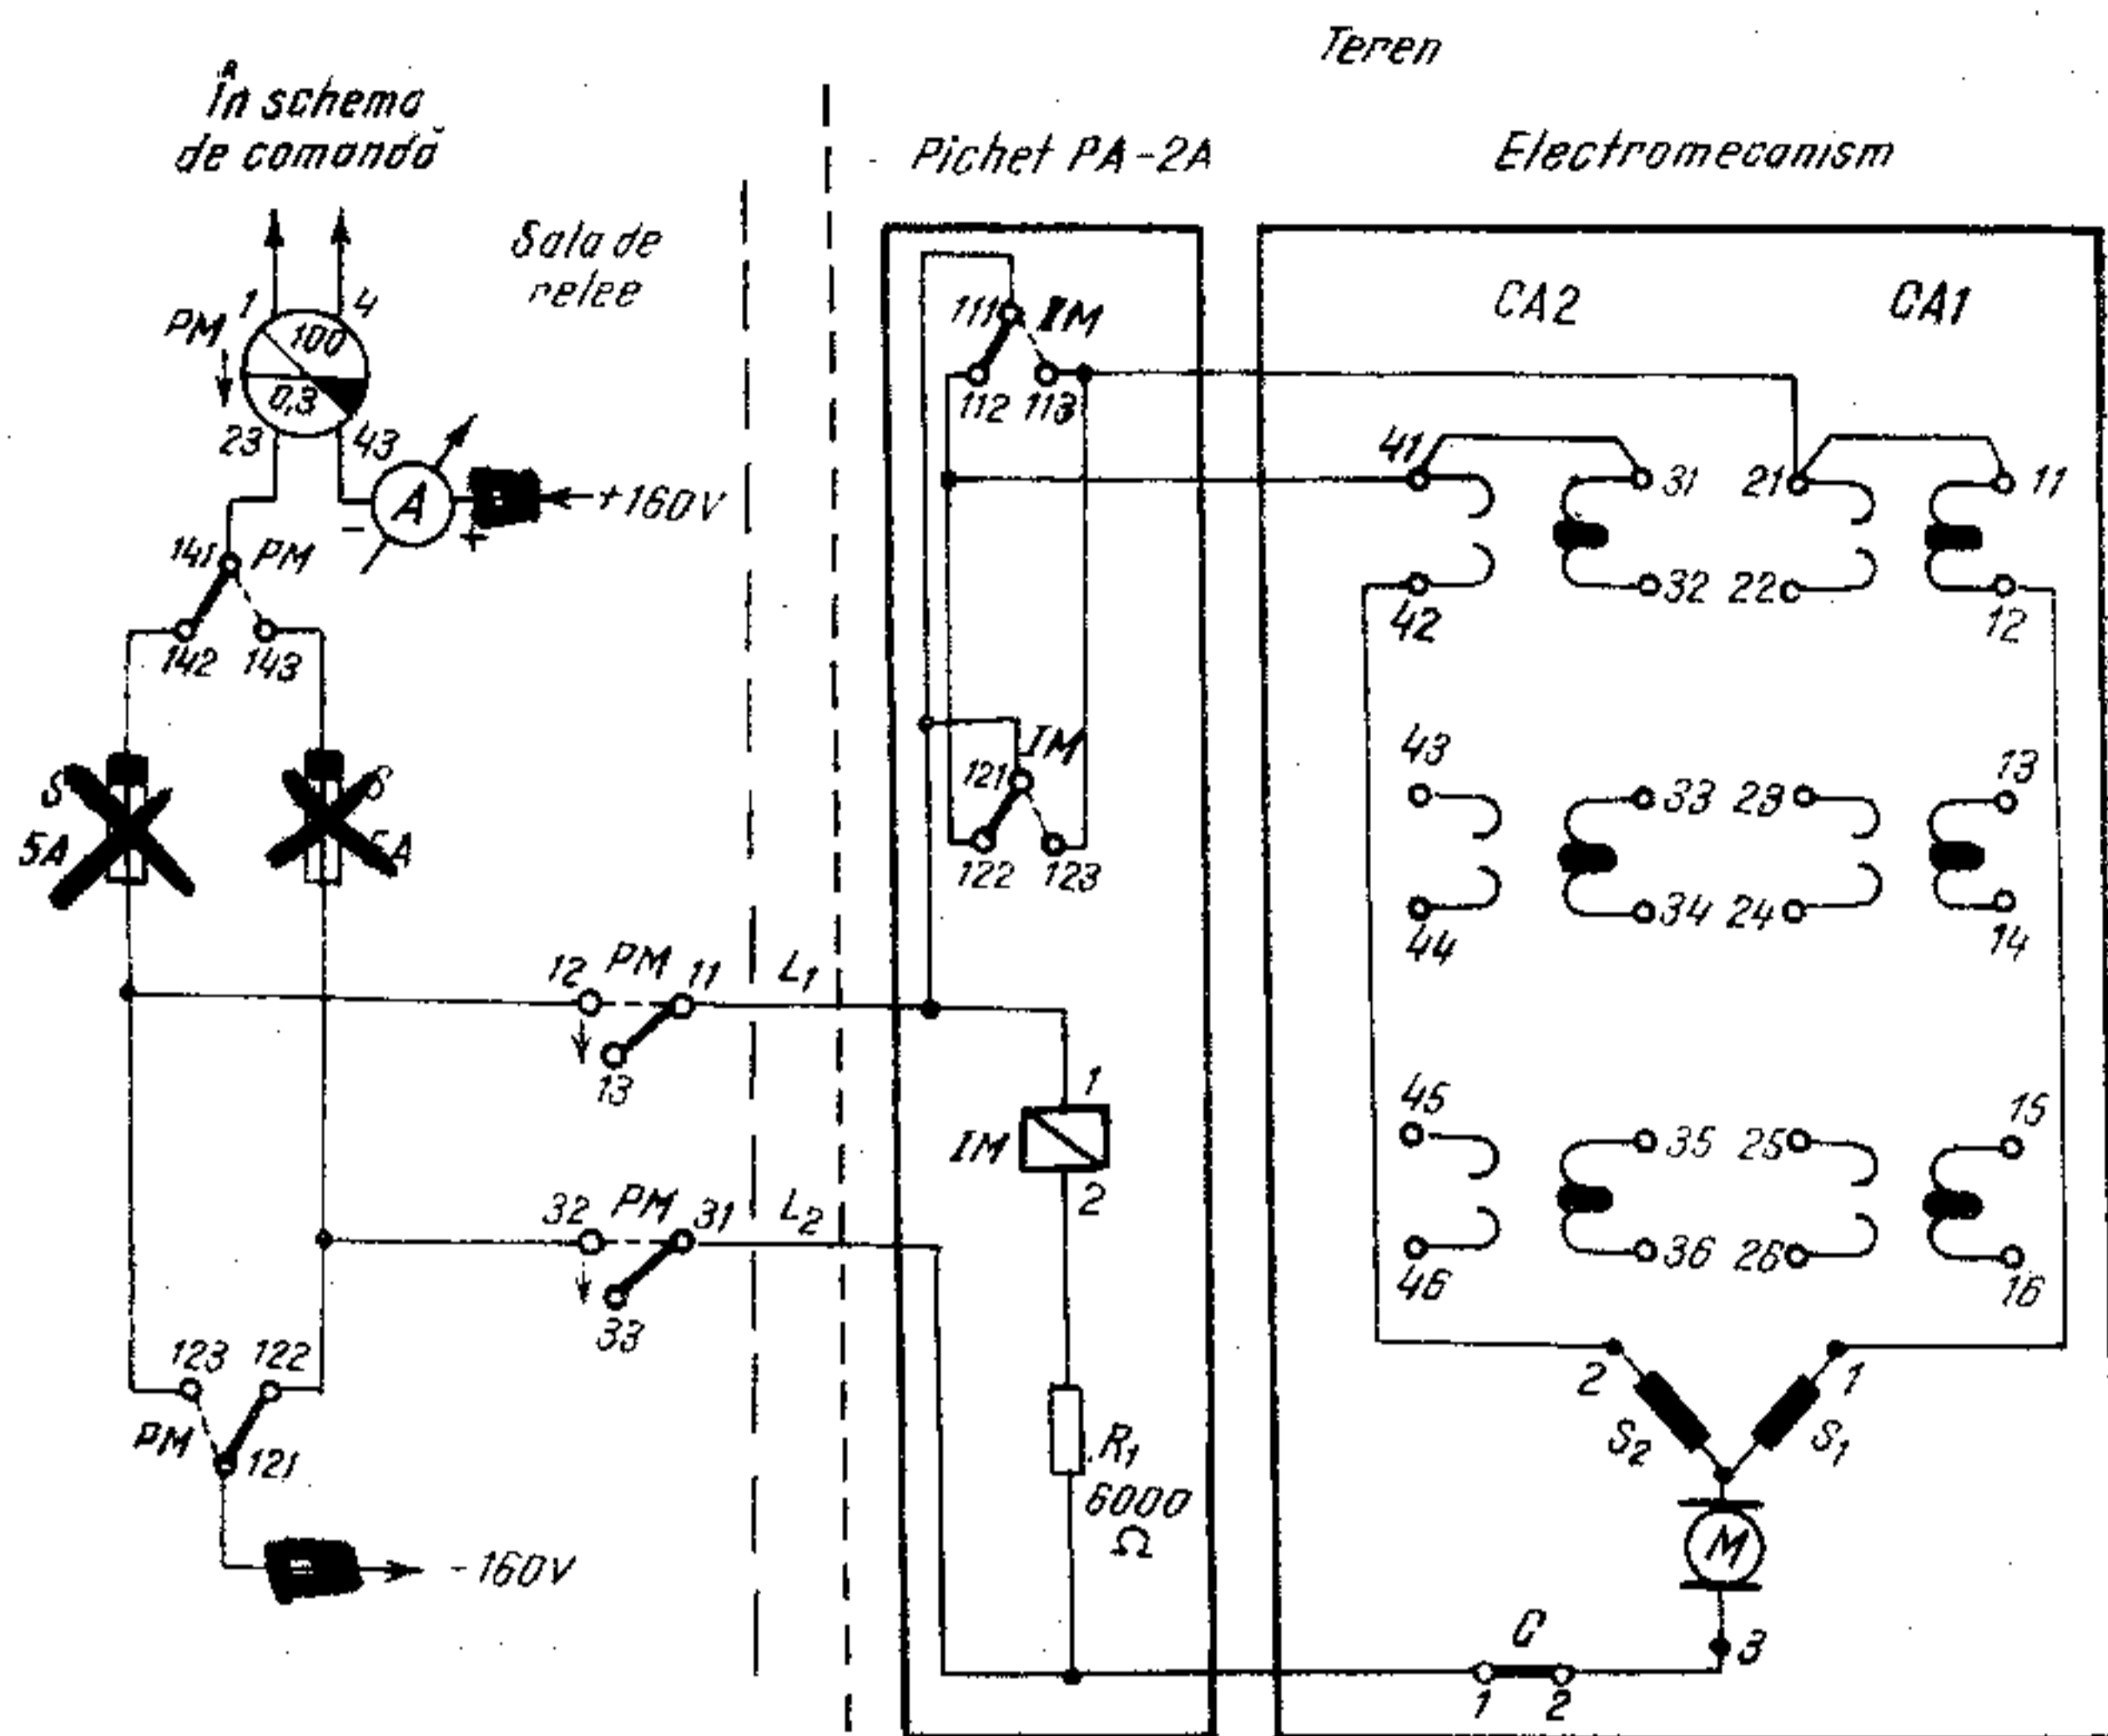 Teren
În schema
de comandă
Sala de
relee
Pichet PA-2A
Electromecanism
CA2
CA1
1
4
PM
100
0,3
23
43
A
-
+
+160V
141
PM
142
143
S
5A
S
5A
12
PM
11
L1
13
32
PM
31
L2
33
123
122
PM
121
-160V
111
IM
112
113
IM
121
122
123
1
IM
2
R1
6000
Ω
41
31
21
11
42
32
22
12
43
33
23
13
44
34
24
14
45
35
25
15
46
36
26
16
2
1
S2
S1
M
C
3
1
2